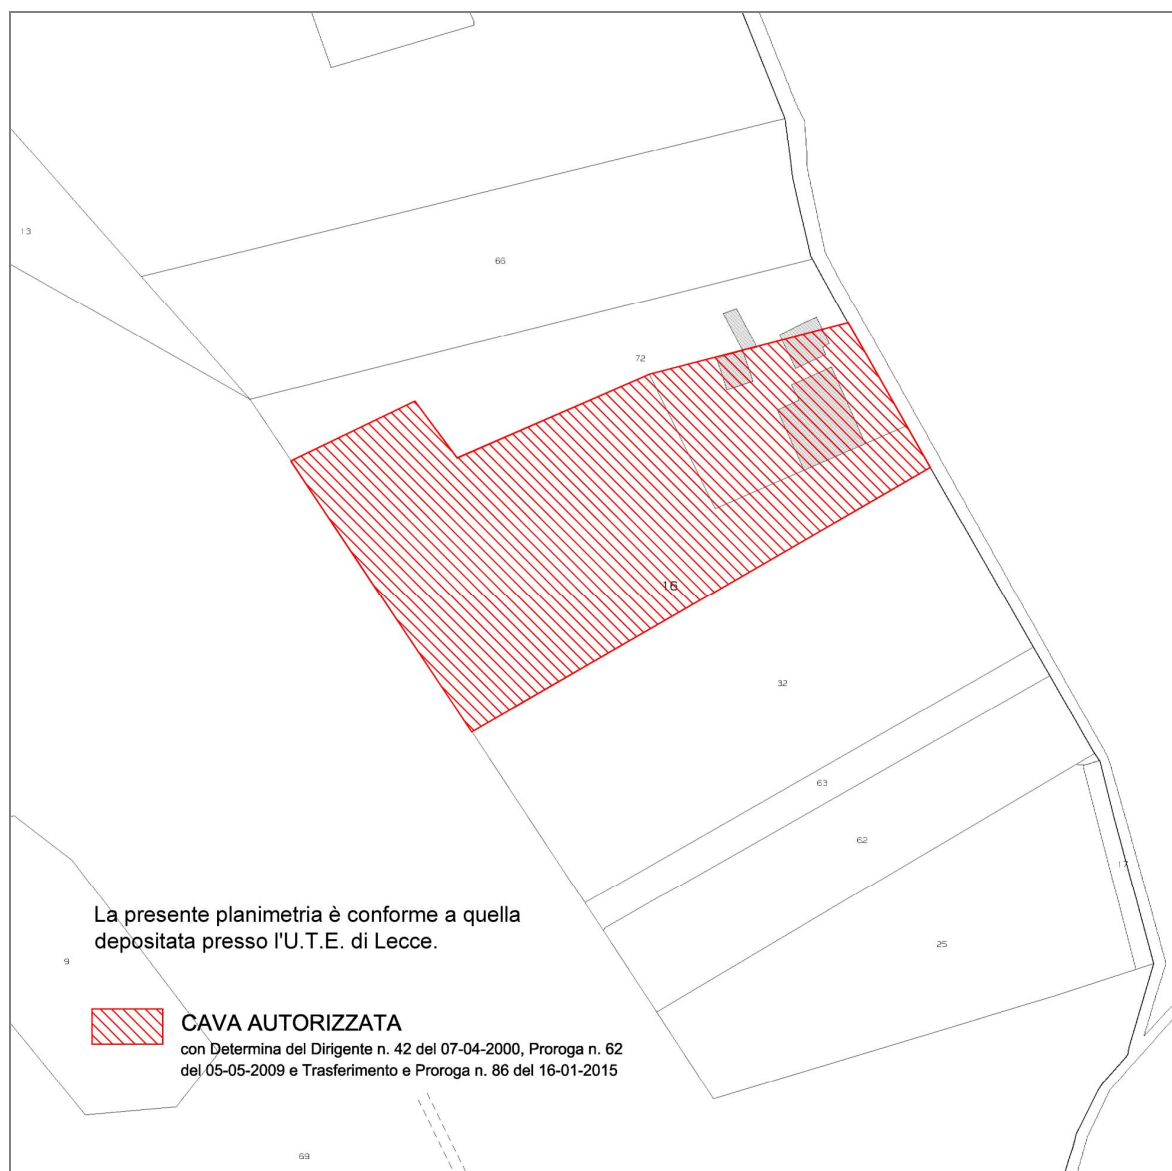 13
66
72
16
32
63
62
17
La presente planimetria è conforme a quella
depositata presso l'U.T.E. di Lecce.
25
9
CAVA AUTORIZZATA
con Determina del Dirigente n. 42 del 07-04-2000, Proroga n. 62
del 05-05-2009 e Trasferimento e Proroga n. 86 del 16-01-2015
69